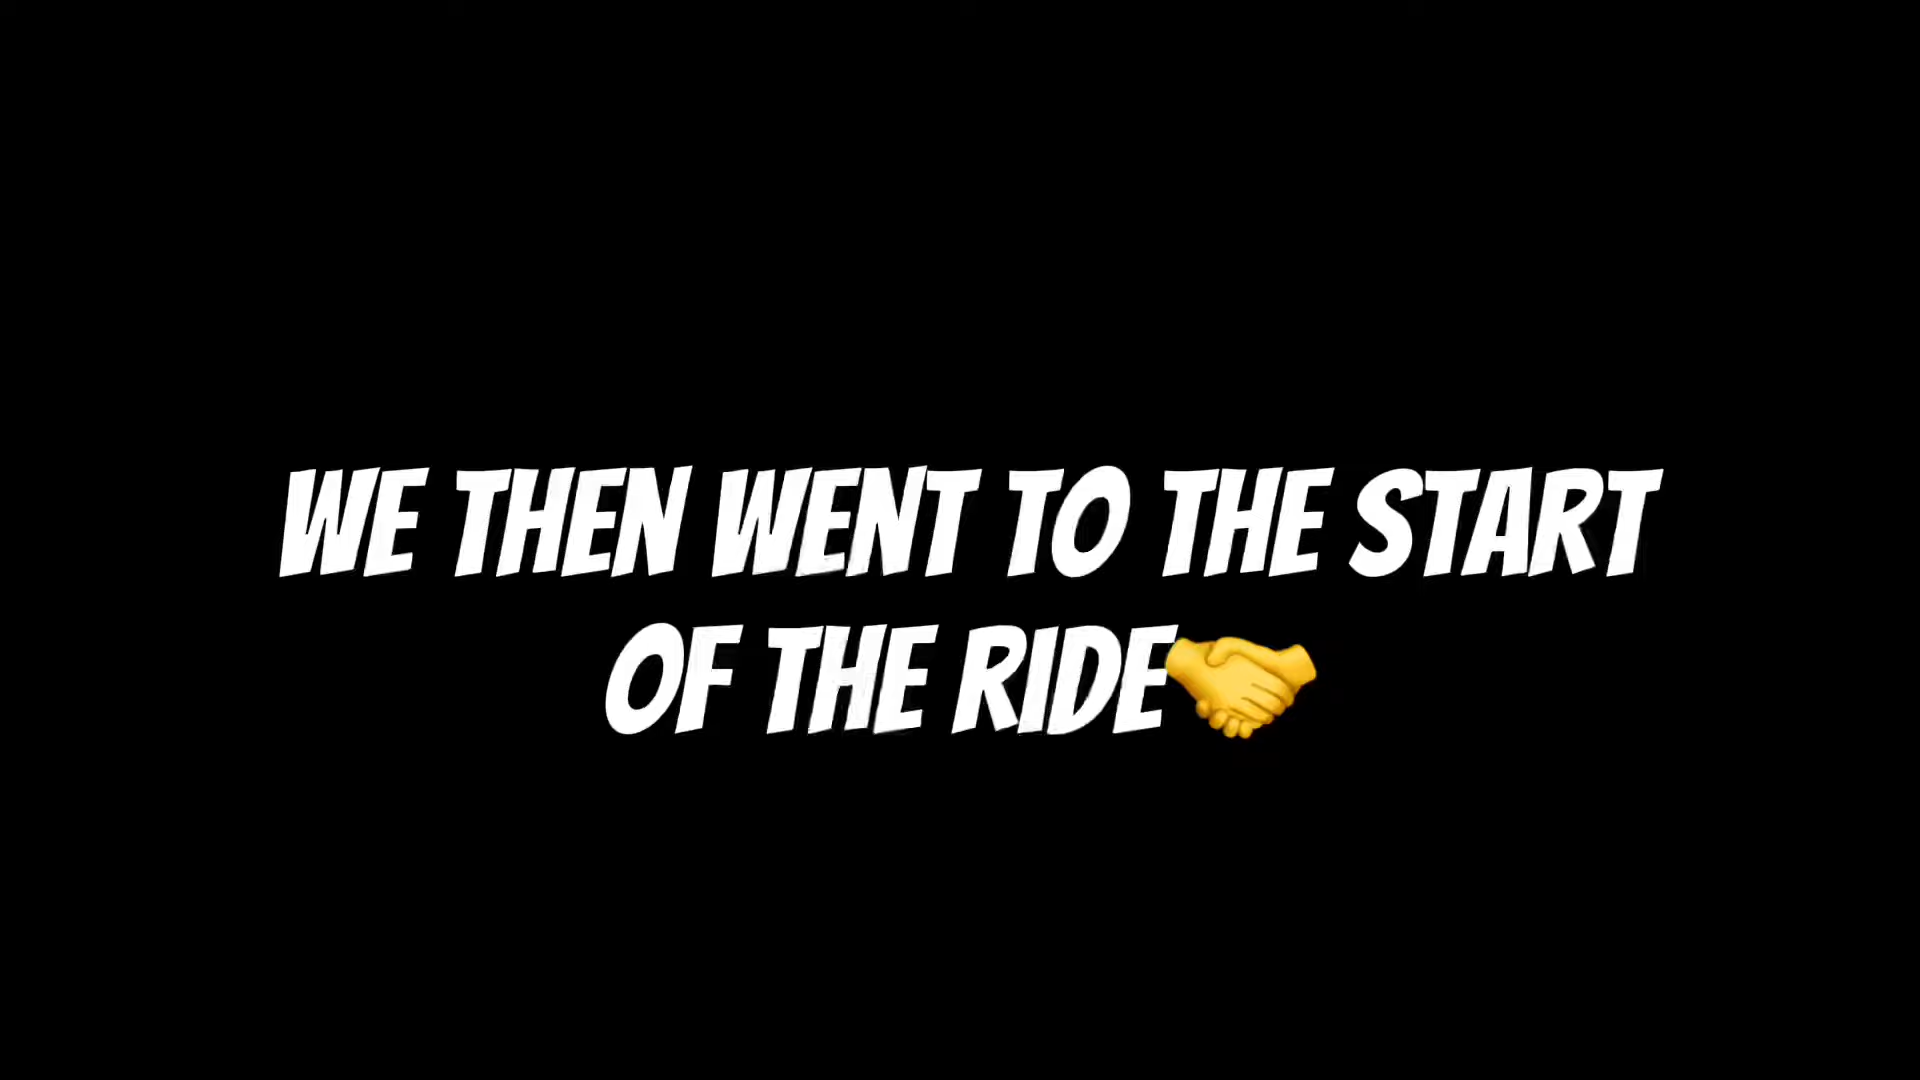 WE THEN WENT TO THE START
OF THE RIDE🤝